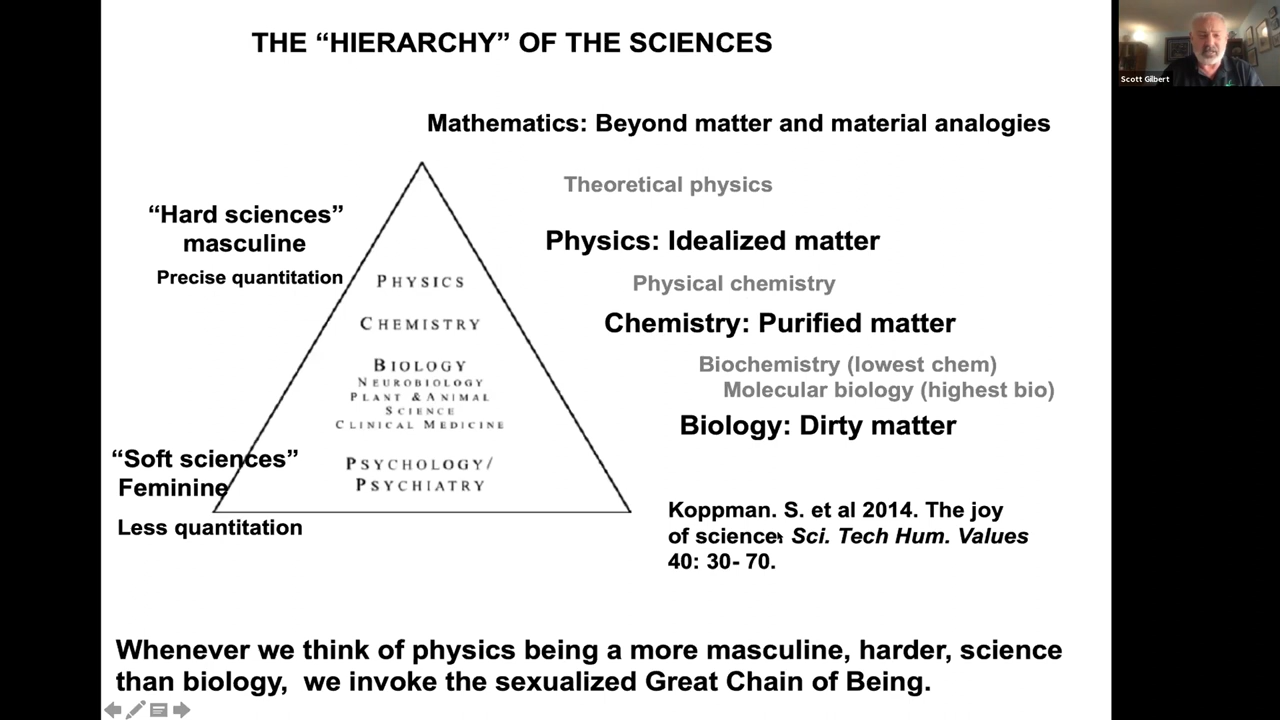 THE “HIERARCHY” OF THE SCIENCES
Scott Gilbert
Mathematics: Beyond matter and material analogies
Theoretical physics
“Hard sciences”
masculine
Precise quantitation
Physics: Idealized matter
Physical chemistry
Chemistry: Purified matter
Biochemistry (lowest chem)
Molecular biology (highest bio)
Biology: Dirty matter
PHYSICS
CHEMISTRY
BIOLOGY
NEUROBIOLOGY
PLANT & ANIMAL
SCIENCE
CLINICAL MEDICINE
PSYCHOLOGY/
PSYCHIATRY
“Soft sciences”
Feminine
Less quantitation
Koppman. S. et al 2014. The joy
of science. Sci. Tech Hum. Values
40: 30- 70.
Whenever we think of physics being a more masculine, harder, science
than biology, we invoke the sexualized Great Chain of Being.